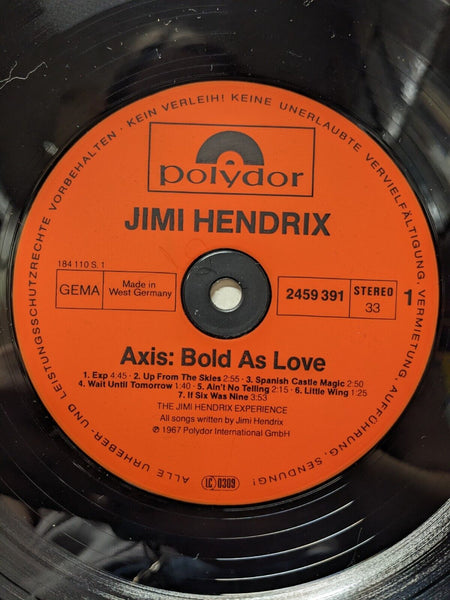 ALLE URHEBER- UND LEISTUNGSSCHUTZRECHTE VORBEHALTEN · KEIN VERLEIH! KEINE UNERLAUBTE VERVIELFÄLTIGUNG, VERMIETUNG, AUFFÜHRUNG, SENDUNG!
polydor
JIMI HENDRIX
184 110 S. 1
GEMA Made in West Germany 2459 391 STEREO 33 1
Axis: Bold As Love
1. Exp 4:45 · 2. Up From The Skies 2:55 · 3. Spanish Castle Magic 2:50
4. Wait Until Tomorrow 1:40 · 5. Ain't No Telling 2:15 · 6. Little Wing 1:25
7. If Six Was Nine 3:53
THE JIMI HENDRIX EXPERIENCE
All songs written by Jimi Hendrix
℗ 1967 Polydor International GmbH
LC 0309